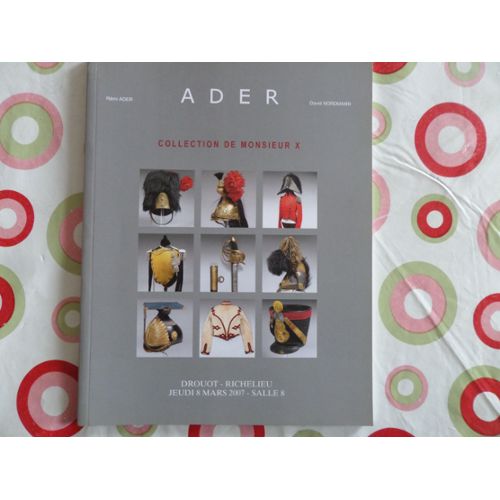 ADER
Rémi ADER
David NORDMANN
COLLECTION DE MONSIEUR X
DROUOT - RICHELIEU
JEUDI 8 MARS 2007 - SALLE 8